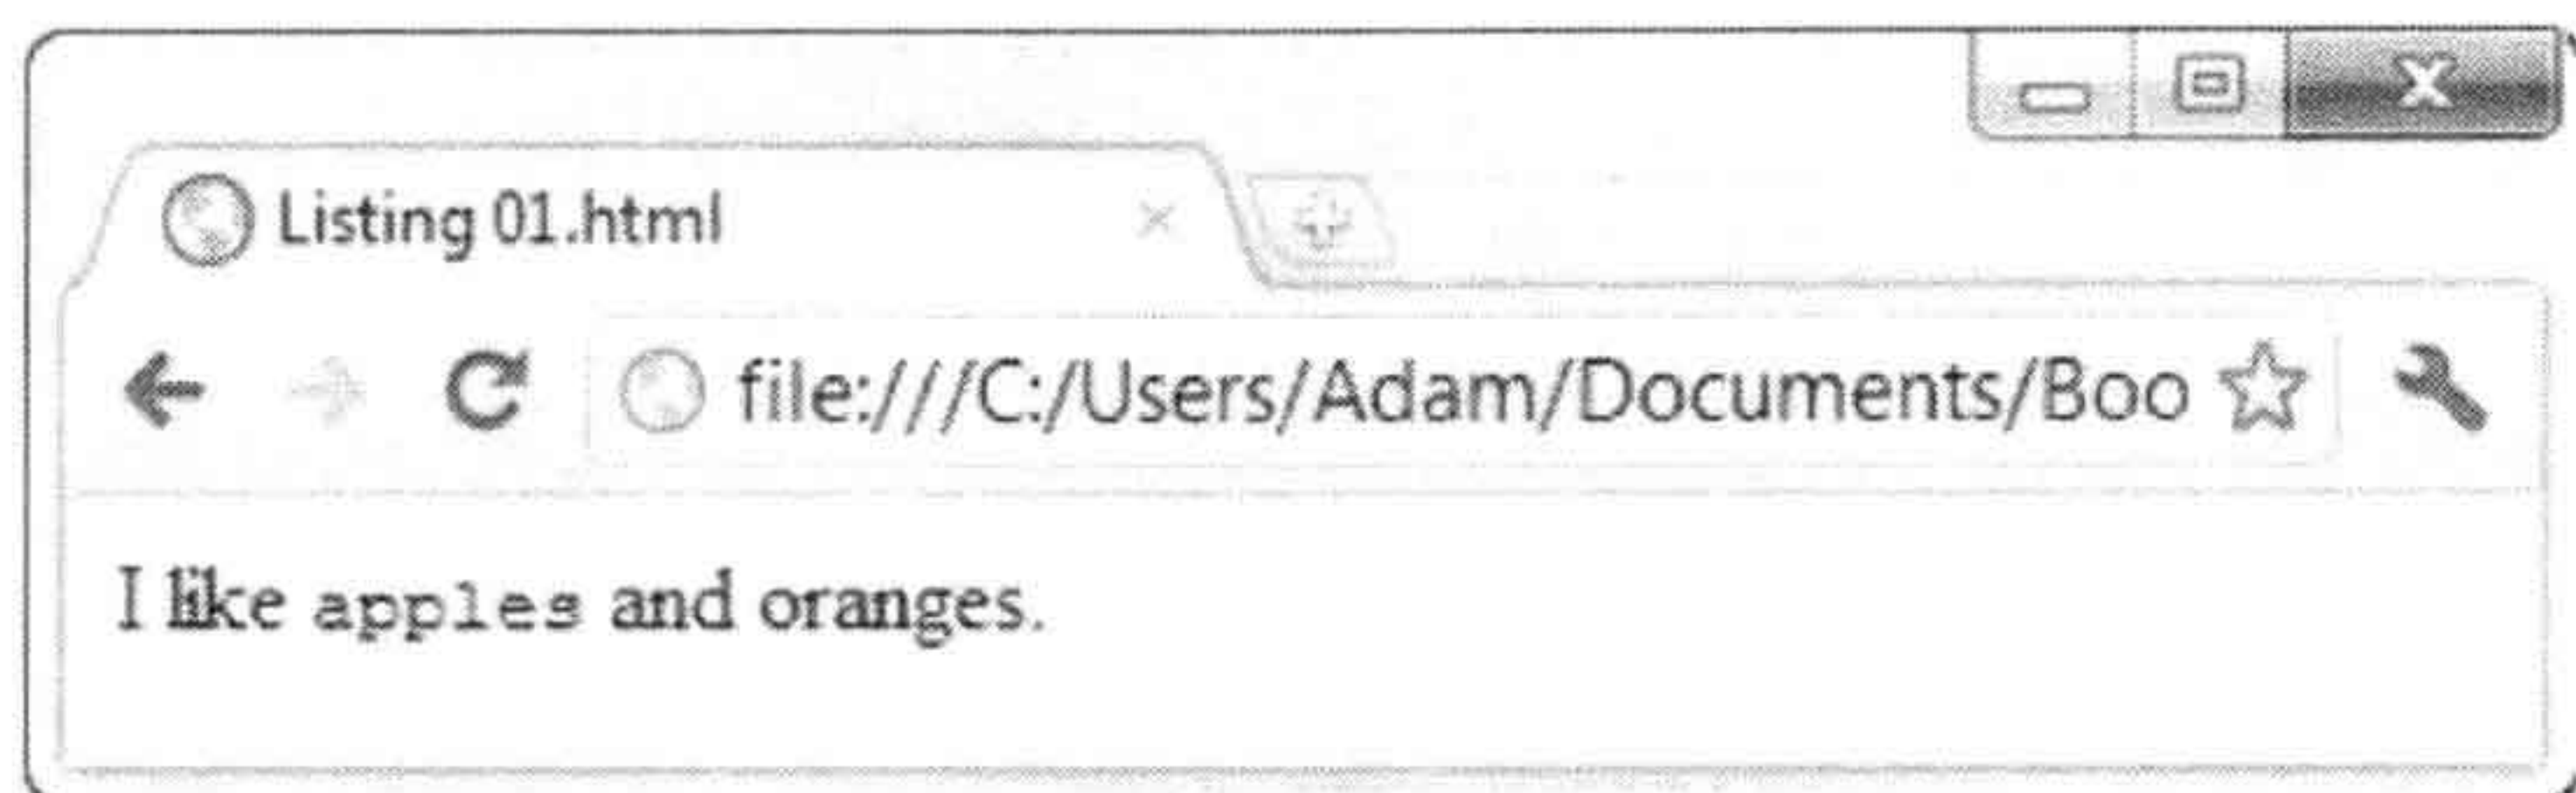 Listing 01.html
file:///C:/Users/Adam/Documents/Boo
I like apples and oranges.